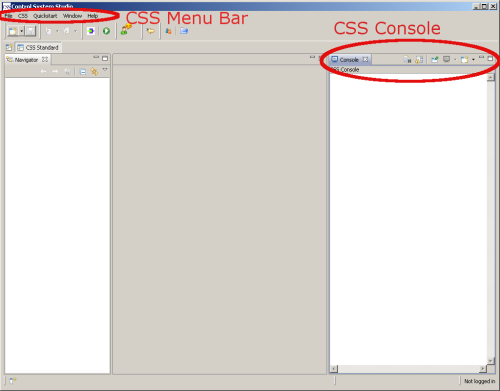 Control System Studio
File CSS Quickstart Window Help
CSS Menu Bar
CSS Console
CSS Standard
Navigator
Console
CSS Console
Not logged in